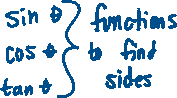 sin θ
cos θ
tan θ
functions
to find
sides